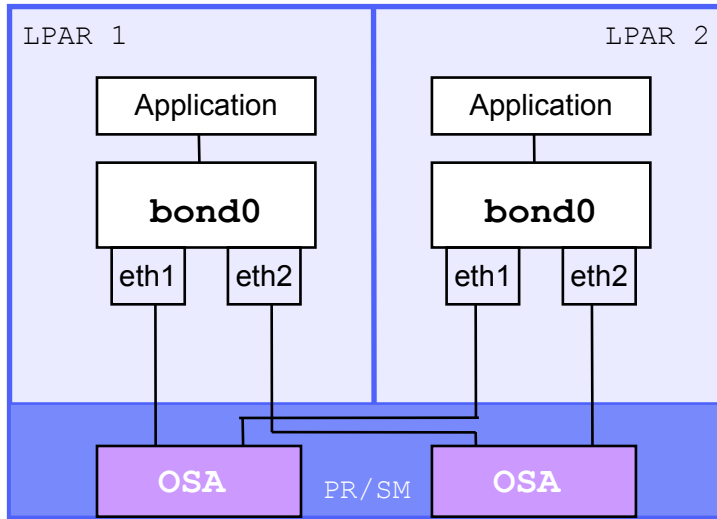 LPAR 1
LPAR 2
Application
Application
bond0
bond0
eth1
eth2
eth1
eth2
OSA
PR/SM
OSA